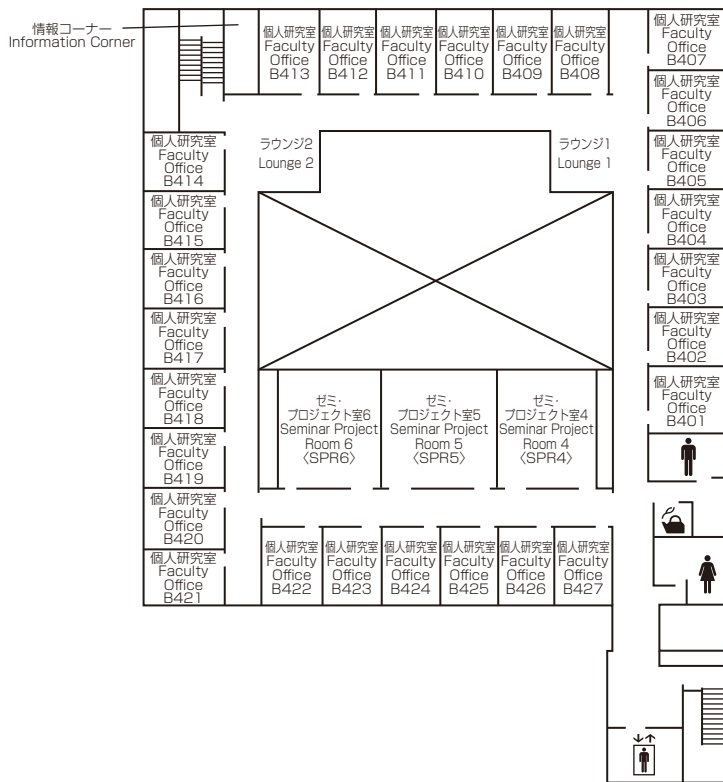 情報コーナー
Information Corner
個人研究室
Faculty
Office
B413
個人研究室
Faculty
Office
B412
個人研究室
Faculty
Office
B411
個人研究室
Faculty
Office
B410
個人研究室
Faculty
Office
B409
個人研究室
Faculty
Office
B408
個人研究室
Faculty
Office
B407
個人研究室
Faculty
Office
B406
個人研究室
Faculty
Office
B405
個人研究室
Faculty
Office
B404
個人研究室
Faculty
Office
B403
個人研究室
Faculty
Office
B402
個人研究室
Faculty
Office
B401
ラウンジ2
Lounge 2
ラウンジ1
Lounge 1
個人研究室
Faculty
Office
B414
個人研究室
Faculty
Office
B415
個人研究室
Faculty
Office
B416
個人研究室
Faculty
Office
B417
個人研究室
Faculty
Office
B418
個人研究室
Faculty
Office
B419
個人研究室
Faculty
Office
B420
個人研究室
Faculty
Office
B421
ゼミ・
プロジェクト室6
Seminar Project
Room 6
〈SPR6〉
ゼミ・
プロジェクト室5
Seminar Project
Room 5
〈SPR5〉
ゼミ・
プロジェクト室4
Seminar Project
Room 4
〈SPR4〉
個人研究室
Faculty
Office
B422
個人研究室
Faculty
Office
B423
個人研究室
Faculty
Office
B424
個人研究室
Faculty
Office
B425
個人研究室
Faculty
Office
B426
個人研究室
Faculty
Office
B427